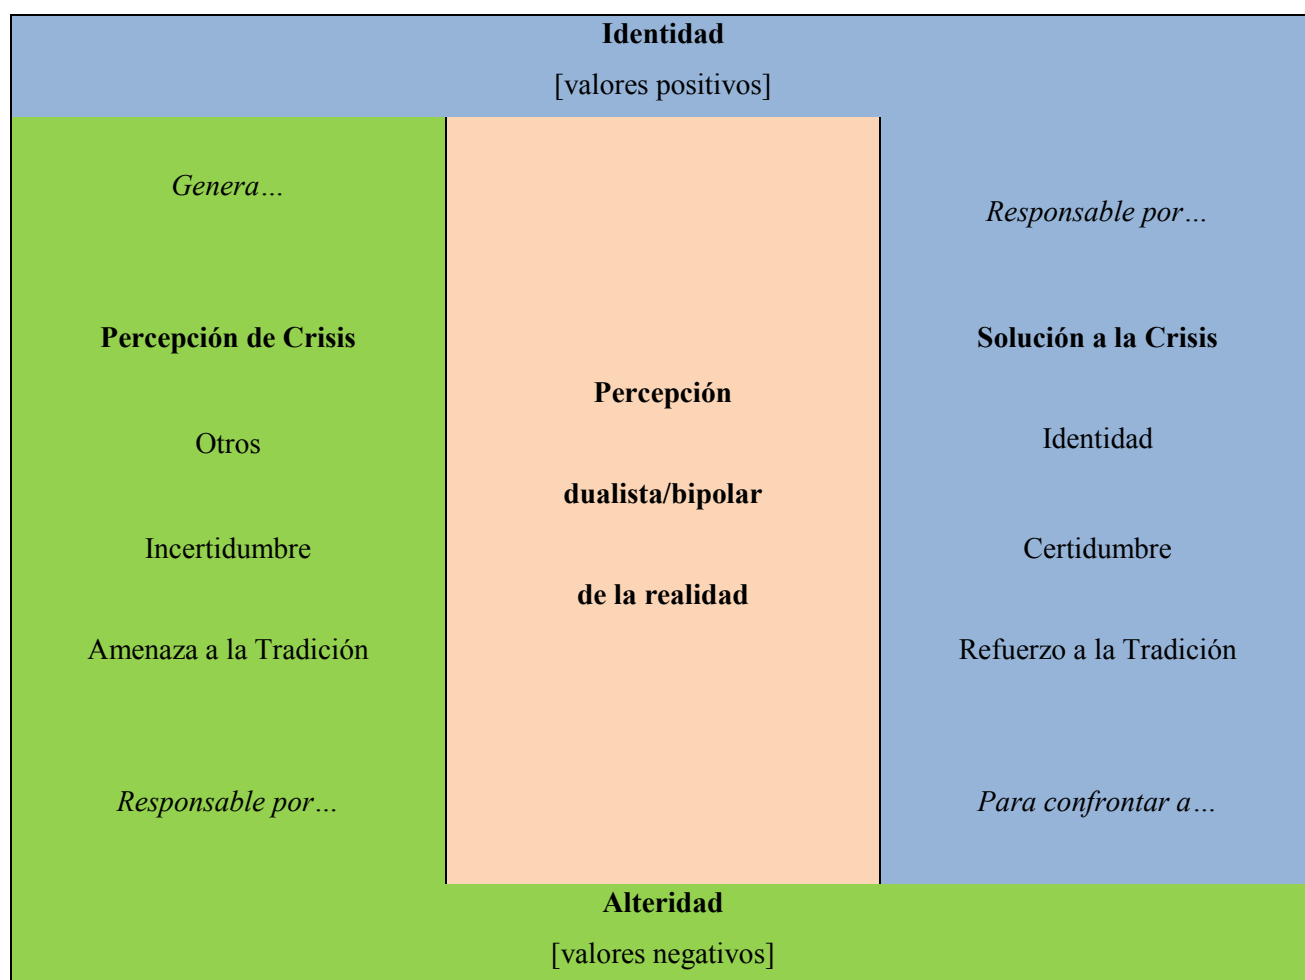 Identidad
[valores positivos]
Genera…
Percepción de Crisis
Otros
Incertidumbre
Amenaza a la Tradición
Responsable por…
Percepción
dualista/bipolar
de la realidad
Responsable por…
Solución a la Crisis
Identidad
Certidumbre
Refuerzo a la Tradición
Para confrontar a…
Alteridad
[valores negativos]